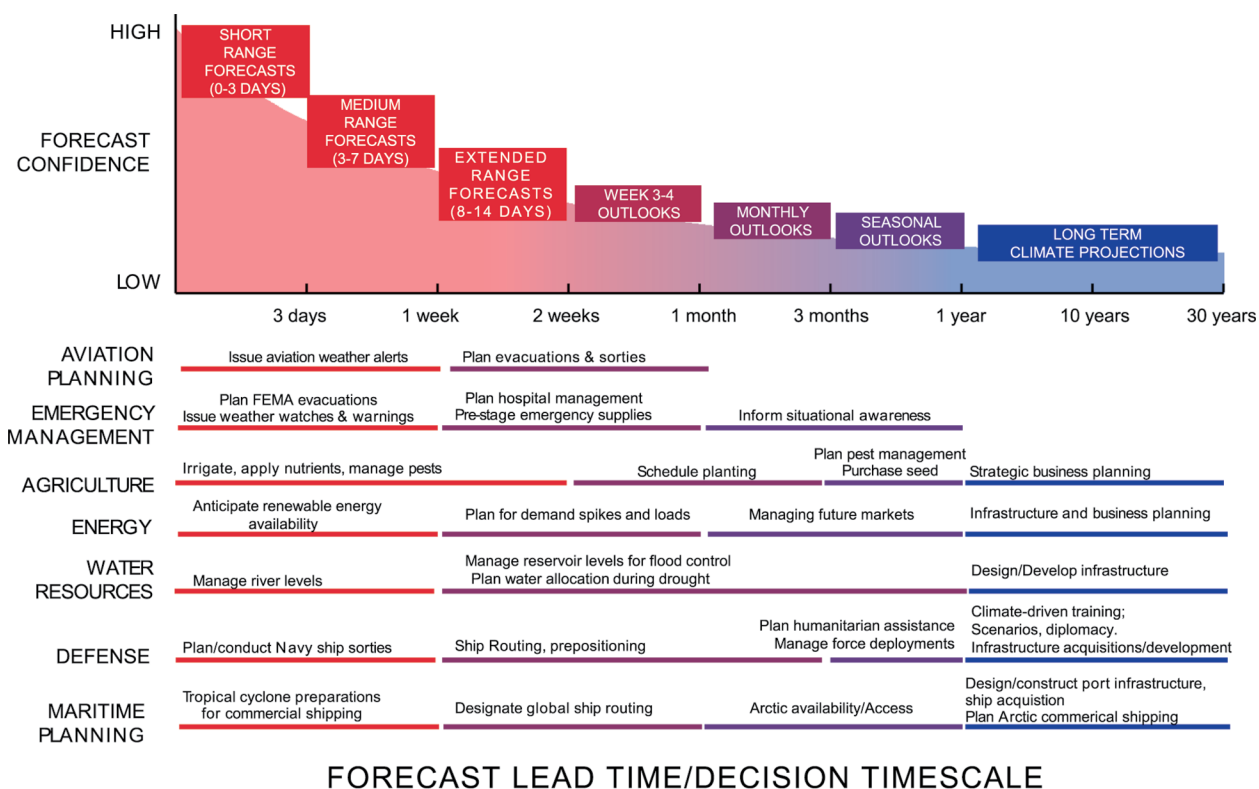 HIGH
SHORT
RANGE
FORECASTS
(0-3 DAYS)
MEDIUM
RANGE
FORECASTS
(3-7 DAYS)
FORECAST
CONFIDENCE
EXTENDED
RANGE
FORECASTS
(8-14 DAYS)
WEEK 3-4
OUTLOOKS
MONTHLY
OUTLOOKS
SEASONAL
OUTLOOKS
LONG TERM
CLIMATE PROJECTIONS
LOW
3 days
1 week
2 weeks
1 month
3 months
1 year
10 years
30 years
AVIATION
PLANNING
Issue aviation weather alerts
Plan evacuations & sorties
EMERGENCY
MANAGEMENT
Plan FEMA evacuations
Issue weather watches & warnings
Plan hospital management
Pre-stage emergency supplies
Inform situational awareness
AGRICULTURE
Irrigate, apply nutrients, manage pests
Schedule planting
Plan pest management
Purchase seed
Strategic business planning
ENERGY
Anticipate renewable energy
availability
Plan for demand spikes and loads
Managing future markets
Infrastructure and business planning
WATER
RESOURCES
Manage river levels
Manage reservoir levels for flood control
Plan water allocation during drought
Design/Develop infrastructure
DEFENSE
Plan/conduct Navy ship sorties
Ship Routing, prepositioning
Plan humanitarian assistance
Manage force deployments
Climate-driven training;
Scenarios, diplomacy.
Infrastructure acquisitions/development
MARITIME
PLANNING
Tropical cyclone preparations
for commercial shipping
Designate global ship routing
Arctic availability/Access
Design/construct port infrastructure,
ship acquistion
Plan Arctic commerical shipping
FORECAST LEAD TIME/DECISION TIMESCALE